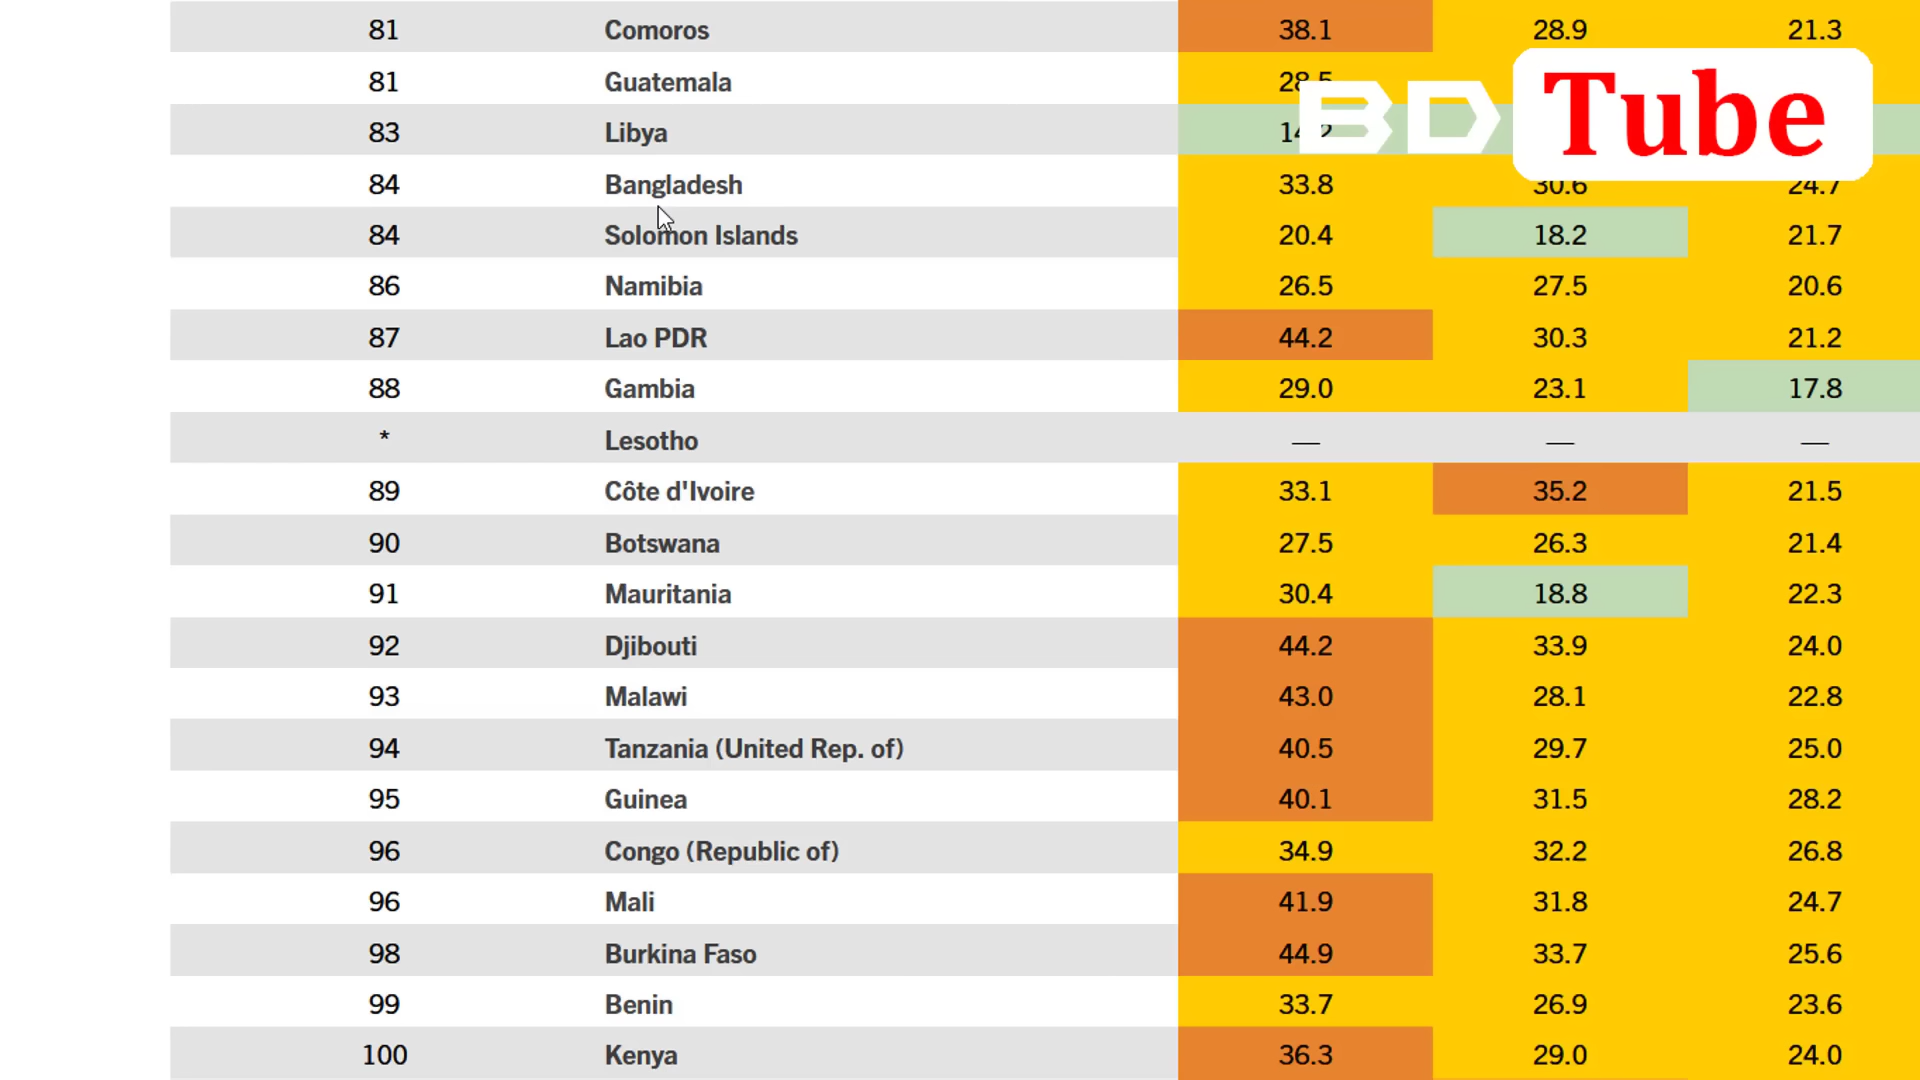 81 Comoros 38.1 28.9 21.3
81 Guatemala 28.5
83 Libya 14.2
BD Tube
84 Bangladesh 33.8 30.6 24.7
84 Solomon Islands 20.4 18.2 21.7
86 Namibia 26.5 27.5 20.6
87 Lao PDR 44.2 30.3 21.2
88 Gambia 29.0 23.1 17.8
* Lesotho — — —
89 Côte d'Ivoire 33.1 35.2 21.5
90 Botswana 27.5 26.3 21.4
91 Mauritania 30.4 18.8 22.3
92 Djibouti 44.2 33.9 24.0
93 Malawi 43.0 28.1 22.8
94 Tanzania (United Rep. of) 40.5 29.7 25.0
95 Guinea 40.1 31.5 28.2
96 Congo (Republic of) 34.9 32.2 26.8
96 Mali 41.9 31.8 24.7
98 Burkina Faso 44.9 33.7 25.6
99 Benin 33.7 26.9 23.6
100 Kenya 36.3 29.0 24.0